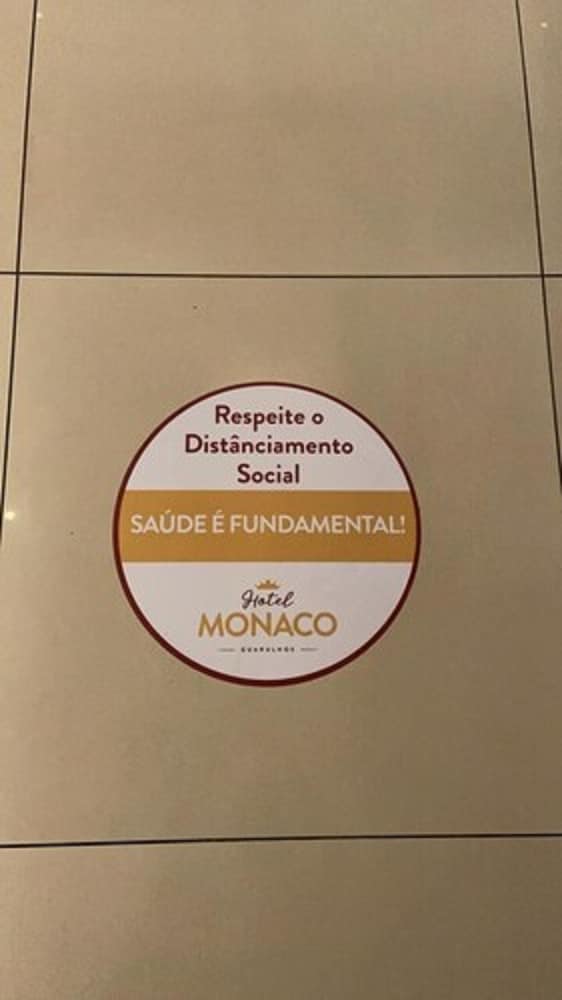 Respeite o
Distânciamento
Social
SAÚDE É FUNDAMENTAL!
Hotel
MONACO
GUARULHOS